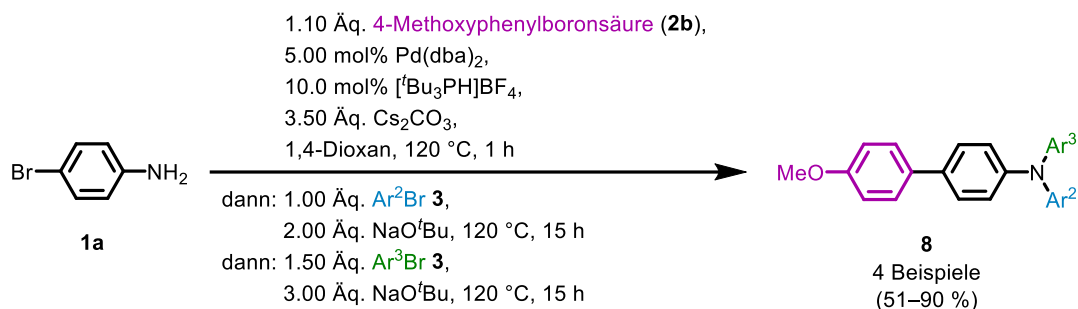 1.10 Äq. 4-Methoxyphenylboronsäure (2b),
5.00 mol% Pd(dba)₂,
10.0 mol% [ᵗBu₃PH]BF₄,
3.50 Äq. Cs₂CO₃,
1,4-Dioxan, 120 °C, 1 h
Br
NH₂
1a
dann: 1.00 Äq. Ar²Br 3,
2.00 Äq. NaOᵗBu, 120 °C, 15 h
dann: 1.50 Äq. Ar³Br 3,
3.00 Äq. NaOᵗBu, 120 °C, 15 h
MeO
N
Ar³
Ar²
8
4 Beispiele
(51–90 %)